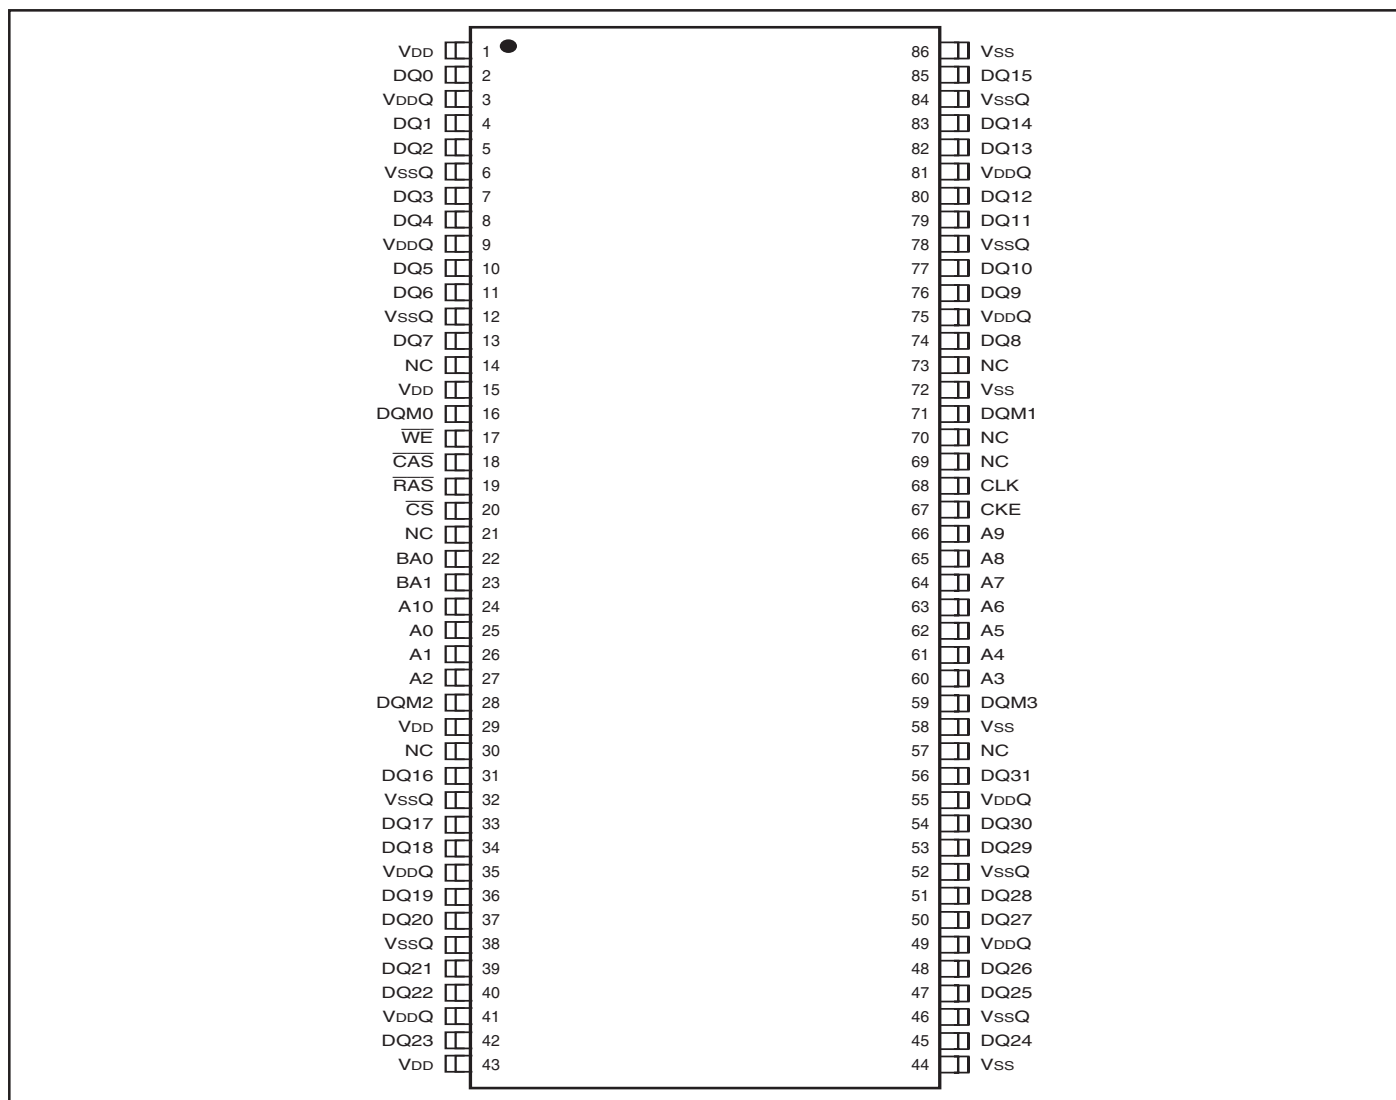 VDD 1 86 VSS
DQ0 2 85 DQ15
VDDQ 3 84 VSSQ
DQ1 4 83 DQ14
DQ2 5 82 DQ13
VSSQ 6 81 VDDQ
DQ3 7 80 DQ12
DQ4 8 79 DQ11
VDDQ 9 78 VSSQ
DQ5 10 77 DQ10
DQ6 11 76 DQ9
VSSQ 12 75 VDDQ
DQ7 13 74 DQ8
NC 14 73 NC
VDD 15 72 VSS
DQM0 16 71 DQM1
W̅E̅ 17 70 NC
C̅A̅S̅ 18 69 NC
R̅A̅S̅ 19 68 CLK
C̅S̅ 20 67 CKE
NC 21 66 A9
BA0 22 65 A8
BA1 23 64 A7
A10 24 63 A6
A0 25 62 A5
A1 26 61 A4
A2 27 60 A3
DQM2 28 59 DQM3
VDD 29 58 VSS
NC 30 57 NC
DQ16 31 56 DQ31
VSSQ 32 55 VDDQ
DQ17 33 54 DQ30
DQ18 34 53 DQ29
VDDQ 35 52 VSSQ
DQ19 36 51 DQ28
DQ20 37 50 DQ27
VSSQ 38 49 VDDQ
DQ21 39 48 DQ26
DQ22 40 47 DQ25
VDDQ 41 46 VSSQ
DQ23 42 45 DQ24
VDD 43 44 VSS